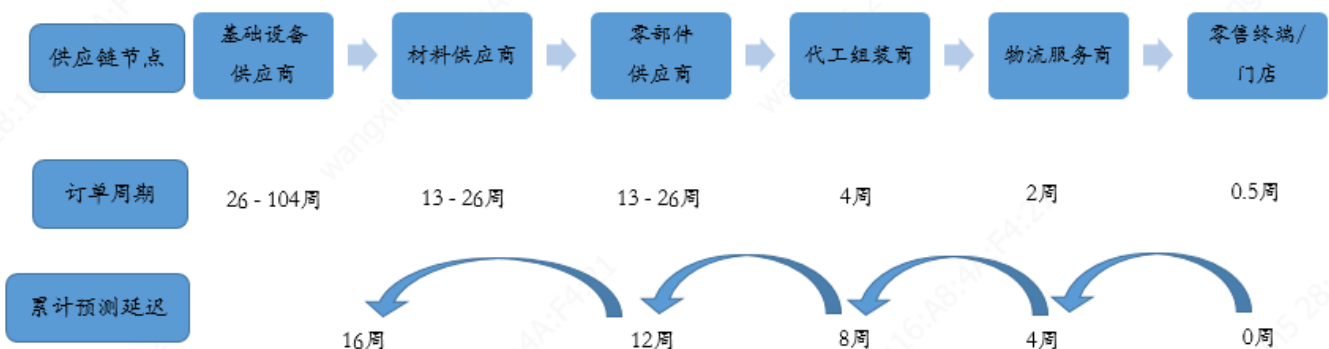 供应链节点
基础设备
供应商
材料供应商
零部件
供应商
代工组装商
物流服务商
零售终端/
门店
订单周期
26 - 104周
13 - 26周
13 - 26周
4周
2周
0.5周
累计预测延迟
16周
12周
8周
4周
0周